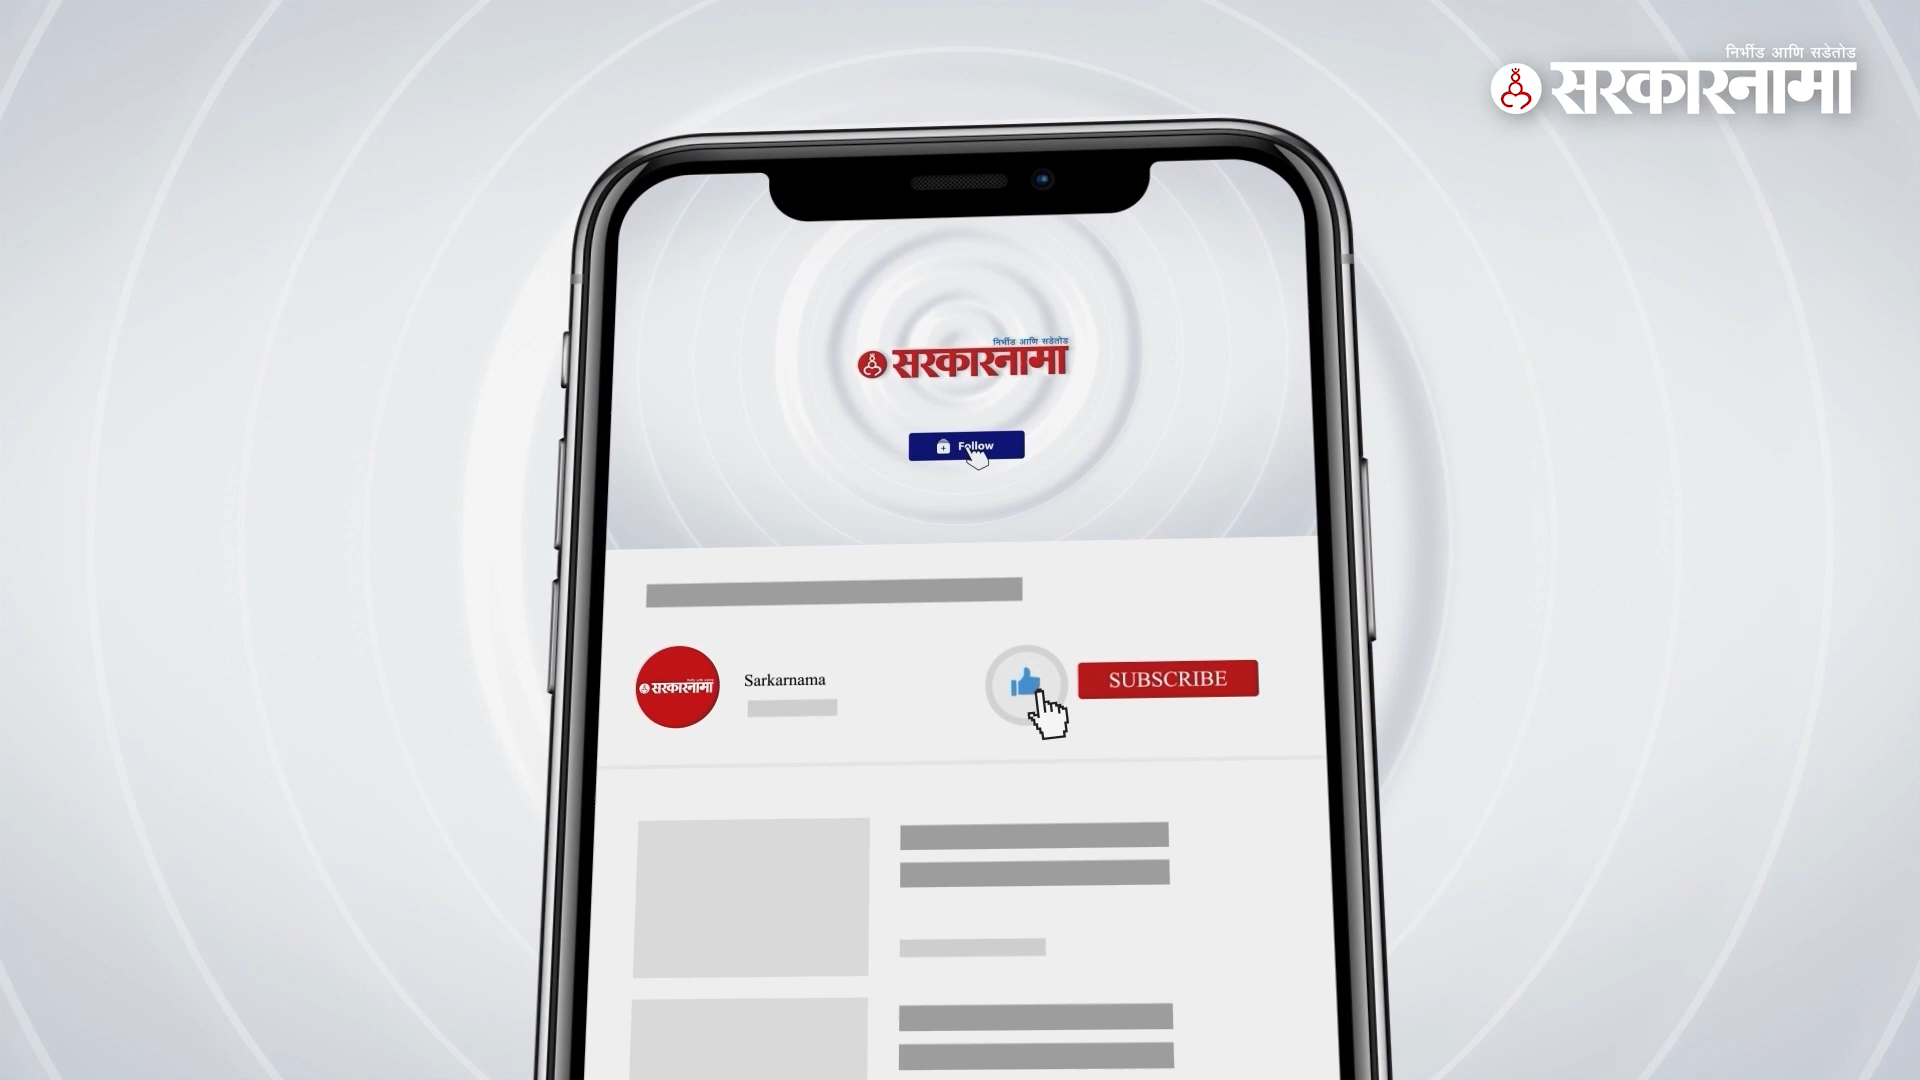 निर्भीड आणि सडेतोड
सरकारनामा
निर्भीड आणि सडेतोड
सरकारनामा
Follow
सरकारनामा
Sarkarnama
SUBSCRIBE